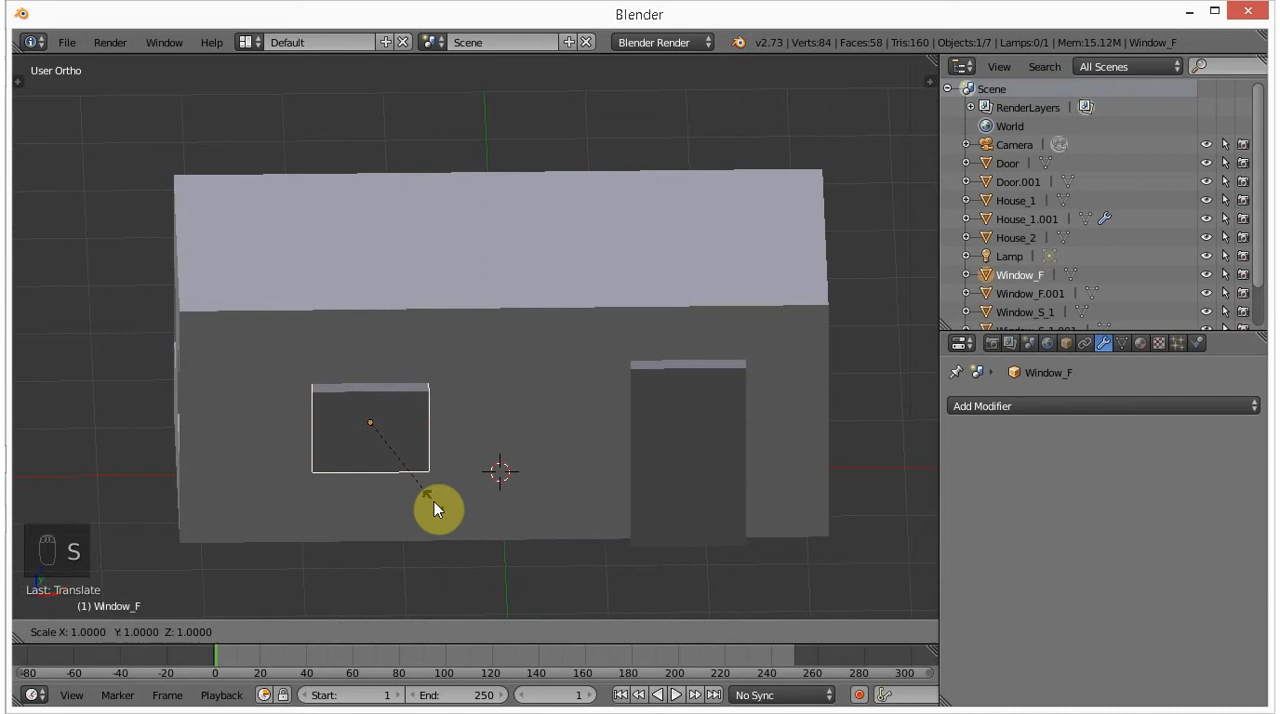 Blender
File Render Window Help Default Scene Blender Render v2.73 | Verts:84 | Faces:58 | Tris:160 | Objects:1/7 | Lamps:0/1 | Mem:15.12M | Window_F
User Ortho
View Search All Scenes
Scene
RenderLayers
World
Camera
Door
Door.001
House_1
House_1.001
House_2
Lamp
Window_F
Window_F.001
Window_S_1
Window_S_1.001
Window_F
Add Modifier
S
Last: Translate
(1) Window_F
Scale X: 1.0000 Y: 1.0000 Z: 1.0000
-80 -60 -40 -20 0 20 40 60 80 100 120 140 160 180 200 220 240 260 280 300
View Marker Frame Playback Start: 1 End: 250 1 No Sync